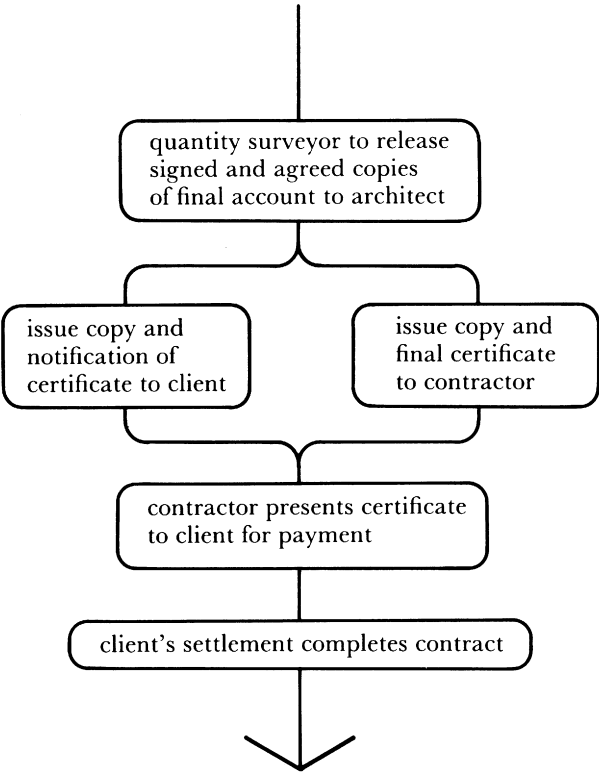 quantity surveyor to release
signed and agreed copies
of final account to architect
issue copy and
notification of
certificate to client
issue copy and
final certificate
to contractor
contractor presents certificate
to client for payment
client's settlement completes contract